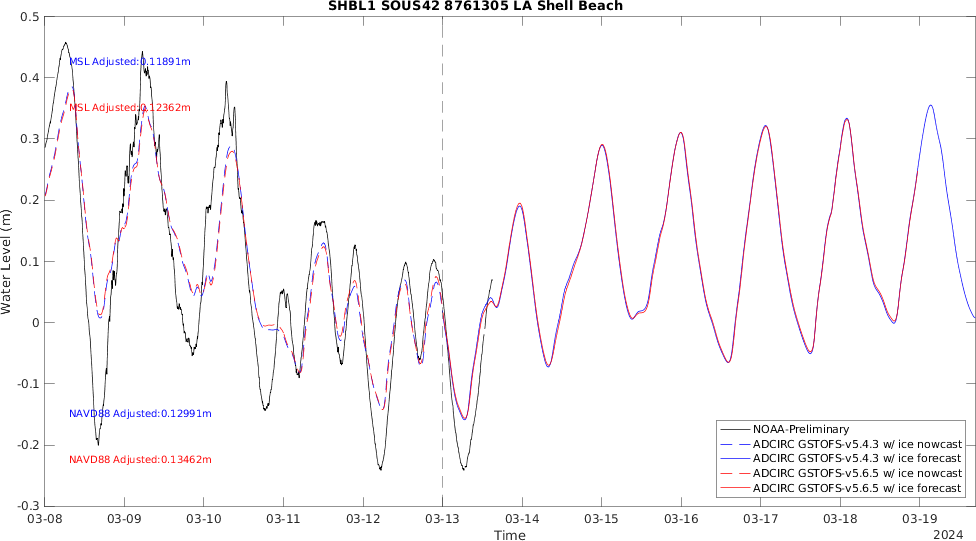 SHBL1 SOUS42 8761305 LA Shell Beach
0.5
0.4
0.3
0.2
0.1
0
-0.1
-0.2
-0.3
Water Level (m)
MSL Adjusted:0.11891m
MSL Adjusted:0.12362m
NAVD88 Adjusted:0.12991m
NAVD88 Adjusted:0.13462m
NOAA-Preliminary
ADCIRC GSTOFS-v5.4.3 w/ ice nowcast
ADCIRC GSTOFS-v5.4.3 w/ ice forecast
ADCIRC GSTOFS-v5.6.5 w/ ice nowcast
ADCIRC GSTOFS-v5.6.5 w/ ice forecast
03-08 03-09 03-10 03-11 03-12 03-13 03-14 03-15 03-16 03-17 03-18 03-19
Time
2024